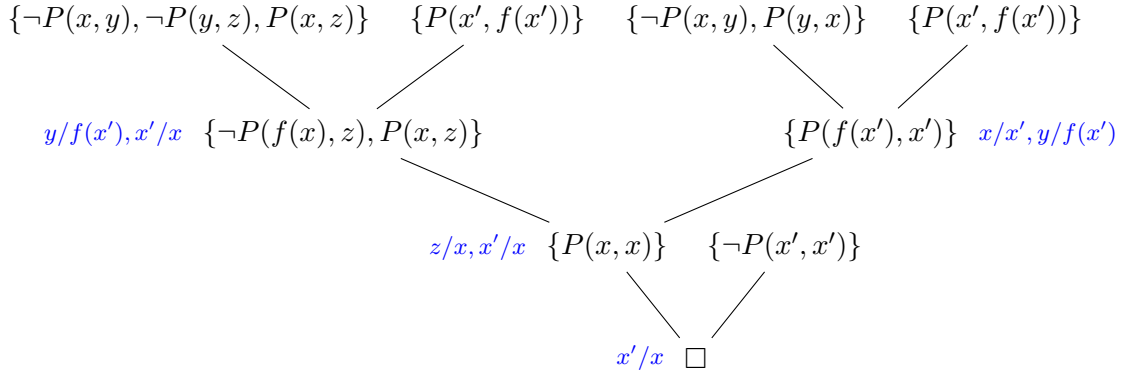 {¬P(x, y), ¬P(y, z), P(x, z)} {P(x′, f(x′))} {¬P(x, y), P(y, x)} {P(x′, f(x′))}
y/f(x′), x′/x {¬P(f(x), z), P(x, z)} {P(f(x′), x′)} x/x′, y/f(x′)
z/x, x′/x {P(x, x)} {¬P(x′, x′)}
x′/x □